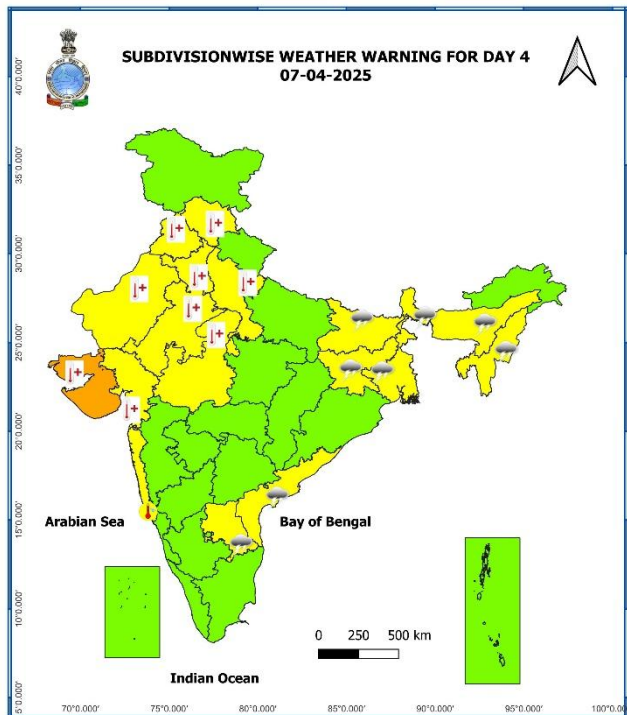 SUBDIVISIONWISE WEATHER WARNING FOR DAY 4
07-04-2025
40°0.000'
35°0.000'
30°0.000'
25°0.000'
20°0.000'
15°0.000'
10°0.000'
5°0.000'
Arabian Sea
Bay of Bengal
0 250 500 km
Indian Ocean
70°0.000' 75°0.000' 80°0.000' 85°0.000' 90°0.000' 95°0.000' 100°0.000'